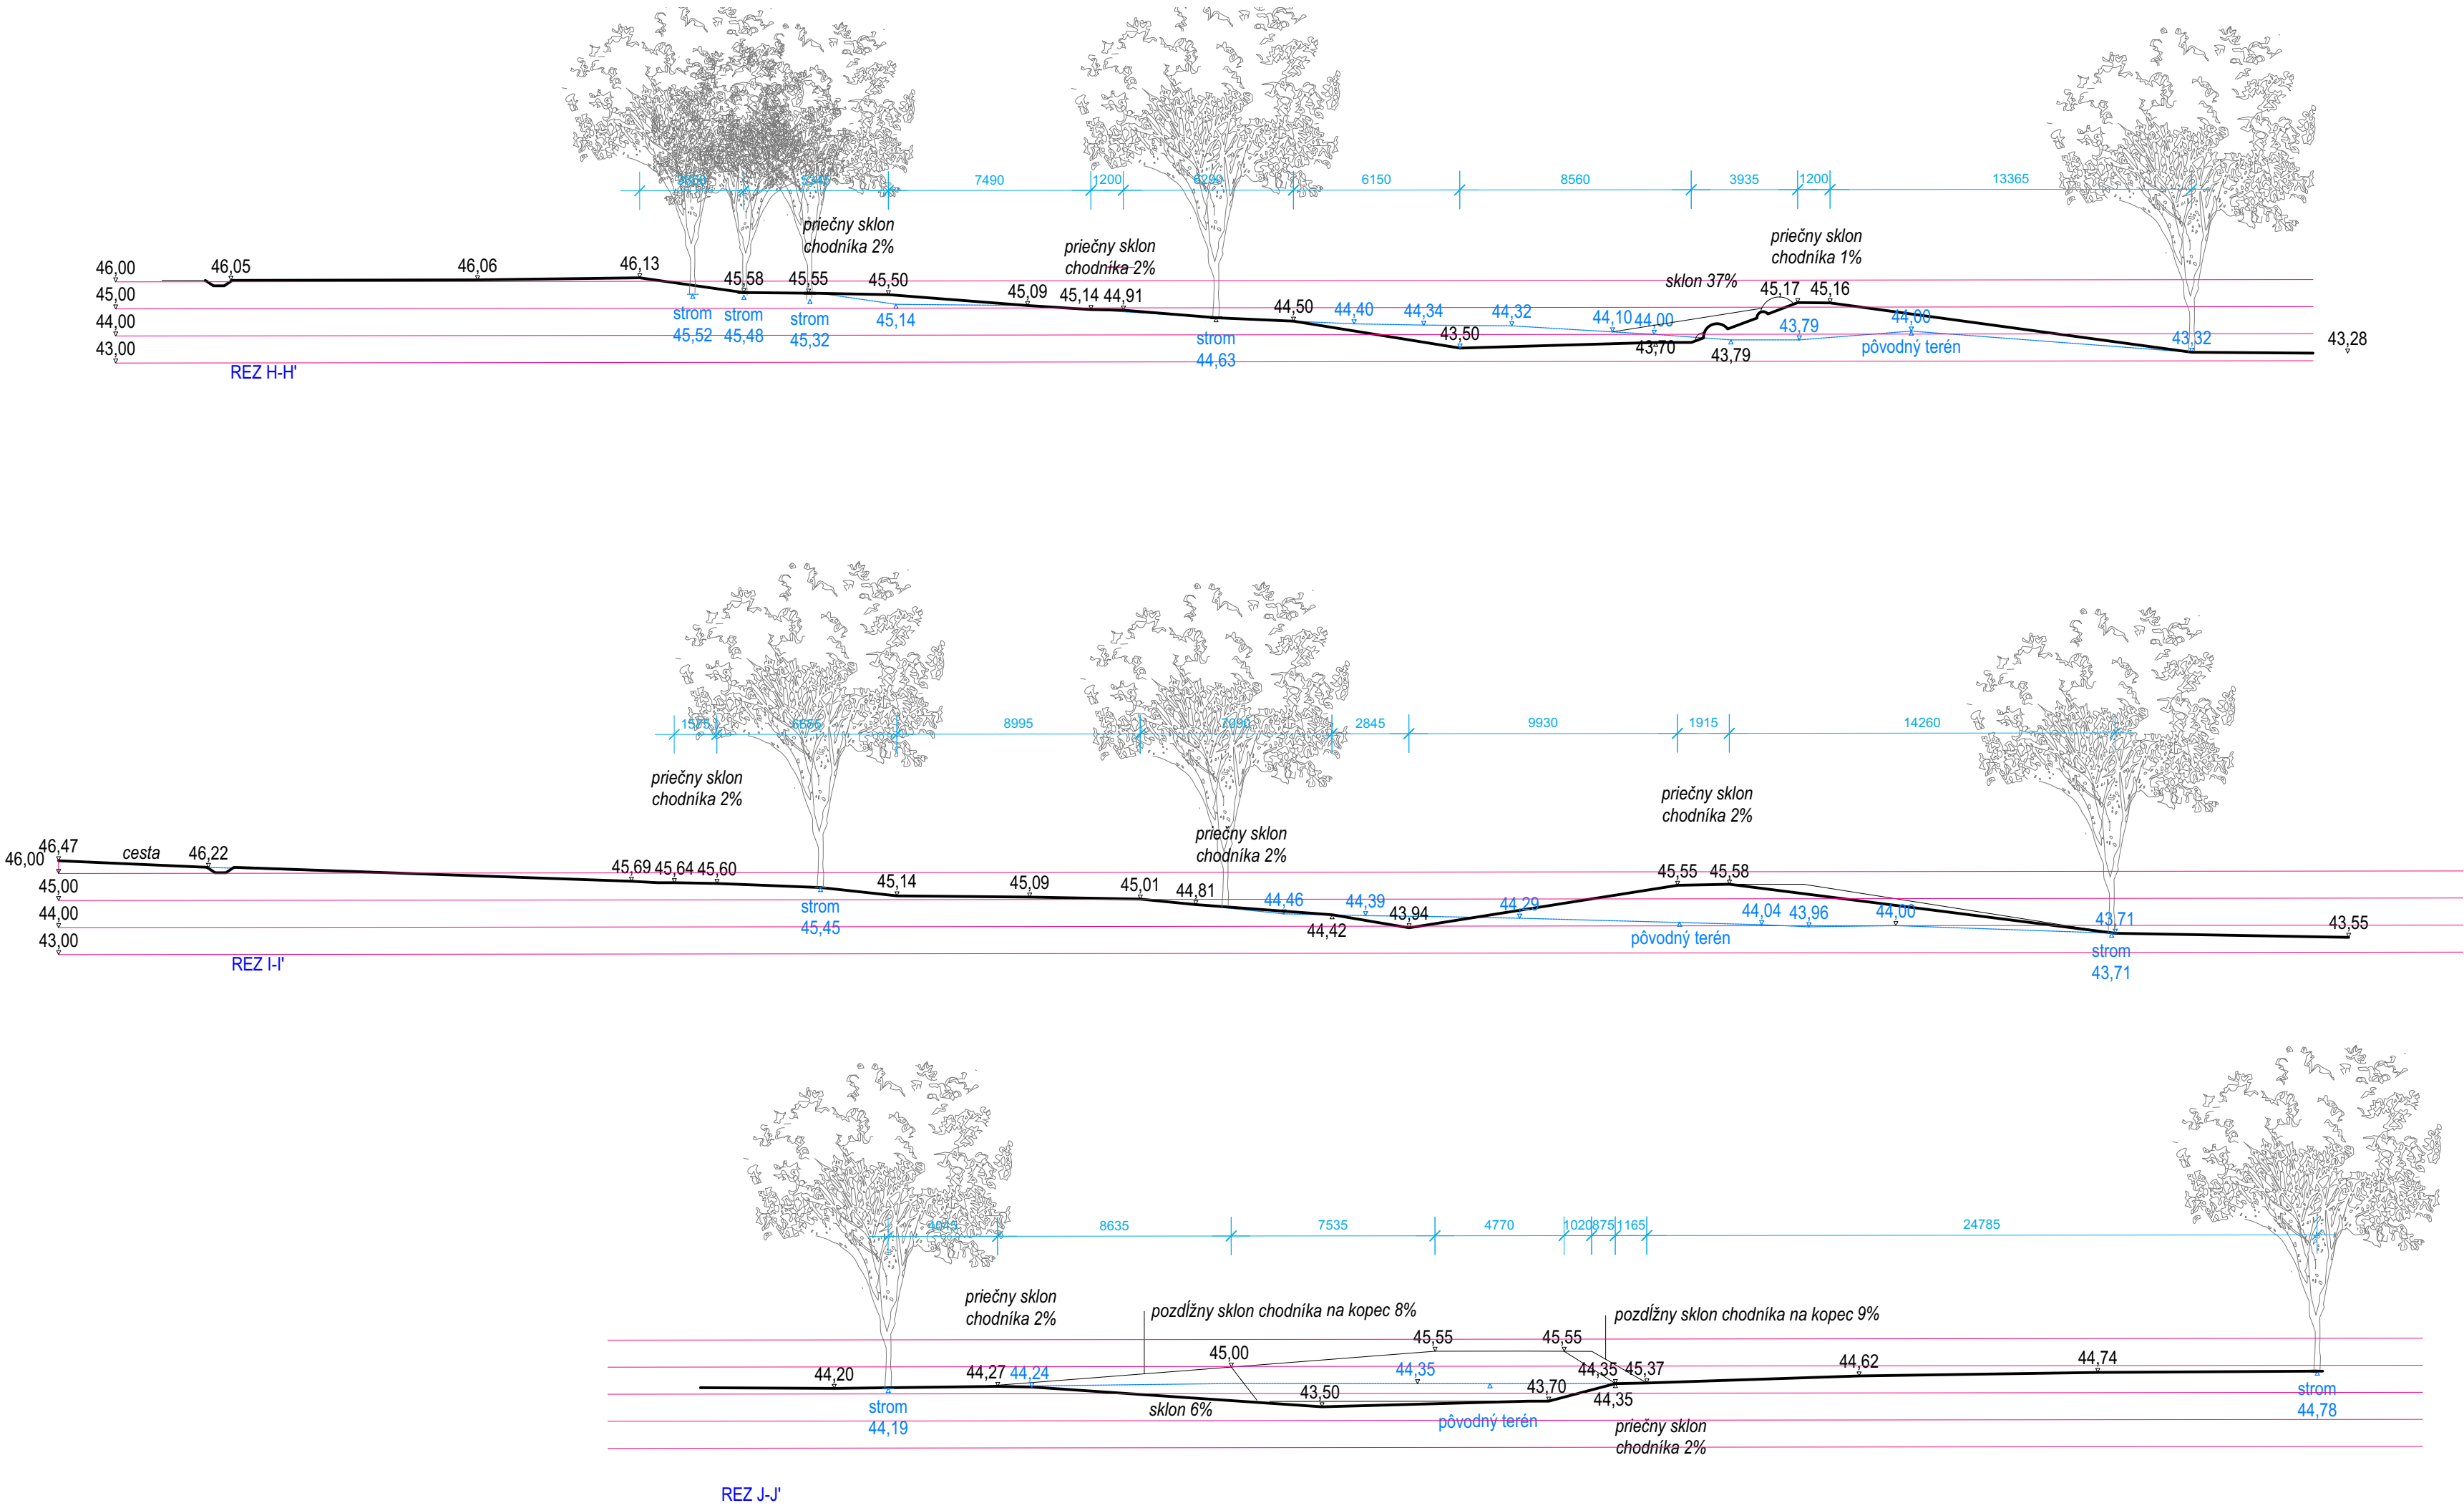 7490
1200
6290
6150
8560
3935
1200
13365
priečny sklon
chodníka 2%
priečny sklon
chodníka 2%
priečny sklon
chodníka 1%
sklon 37%
46,00
45,00
44,00
43,00
46,05
46,06
46,13
45,58
45,55
45,50
45,09
45,14
44,91
44,50
43,50
43,70
43,79
45,17
45,16
43,28
strom
45,52
strom
45,48
strom
45,32
45,14
strom
44,63
44,40
44,34
44,32
44,10
44,00
43,79
44,00
pôvodný terén
43,32
REZ H-H'
1575
6655
8995
7090
2845
9930
1915
14260
priečny sklon
chodníka 2%
priečny sklon
chodníka 2%
priečny sklon
chodníka 2%
46,00
46,47
cesta
46,22
45,00
44,00
43,00
45,69
45,64
45,60
45,14
45,09
45,01
44,81
44,42
43,94
45,55
45,58
43,55
strom
45,45
44,46
44,39
44,29
pôvodný terén
44,04
43,96
44,00
43,71
strom
43,71
REZ I-I'
4045
8635
7535
4770
1020
875
1165
24785
priečny sklon
chodníka 2%
pozdĺžny sklon chodníka na kopec 8%
pozdĺžny sklon chodníka na kopec 9%
44,20
44,27
44,24
45,00
45,55
45,55
44,35
44,35
45,37
44,62
44,74
43,50
43,70
44,35
sklon 6%
pôvodný terén
strom
44,19
strom
44,78
priečny sklon
chodníka 2%
REZ J-J'